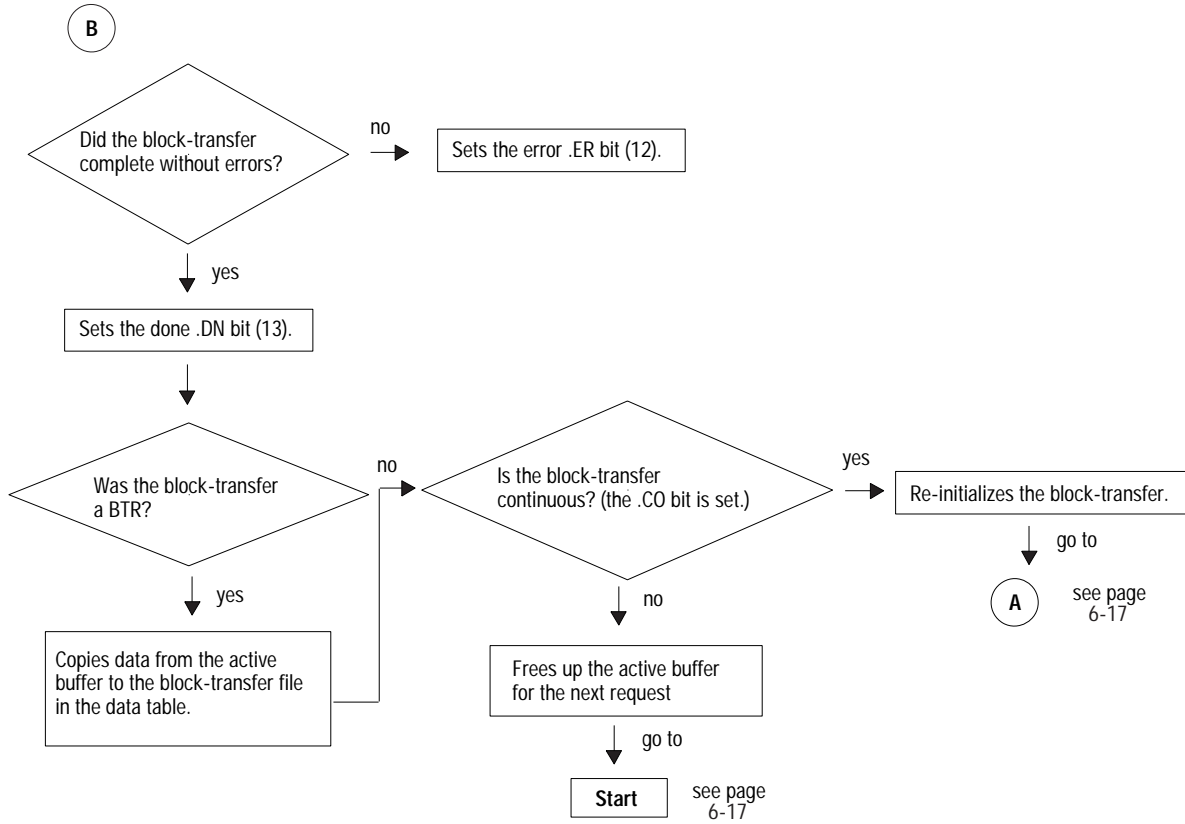 B
Did the block-transfer
complete without errors?
no
Sets the error .ER bit (12).
yes
Sets the done .DN bit (13).
Was the block-transfer
a BTR?
no
yes
Copies data from the active
buffer to the block-transfer file
in the data table.
Is the block-transfer
continuous? (the .CO bit is set.)
yes
Re-initializes the block-transfer.
go to
A
see page
6-17
no
Frees up the active buffer
for the next request
go to
Start
see page
6-17